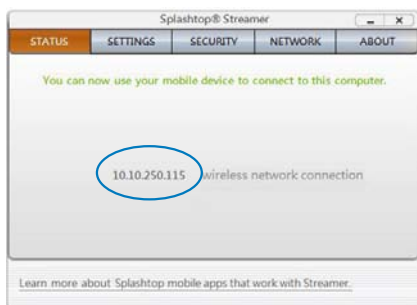 Splashtop® Streamer
STATUS SETTINGS SECURITY NETWORK ABOUT
You can now use your mobile device to connect to this computer.
10.10.250.115 wireless network connection
Learn more about Splashtop mobile apps that work with Streamer.